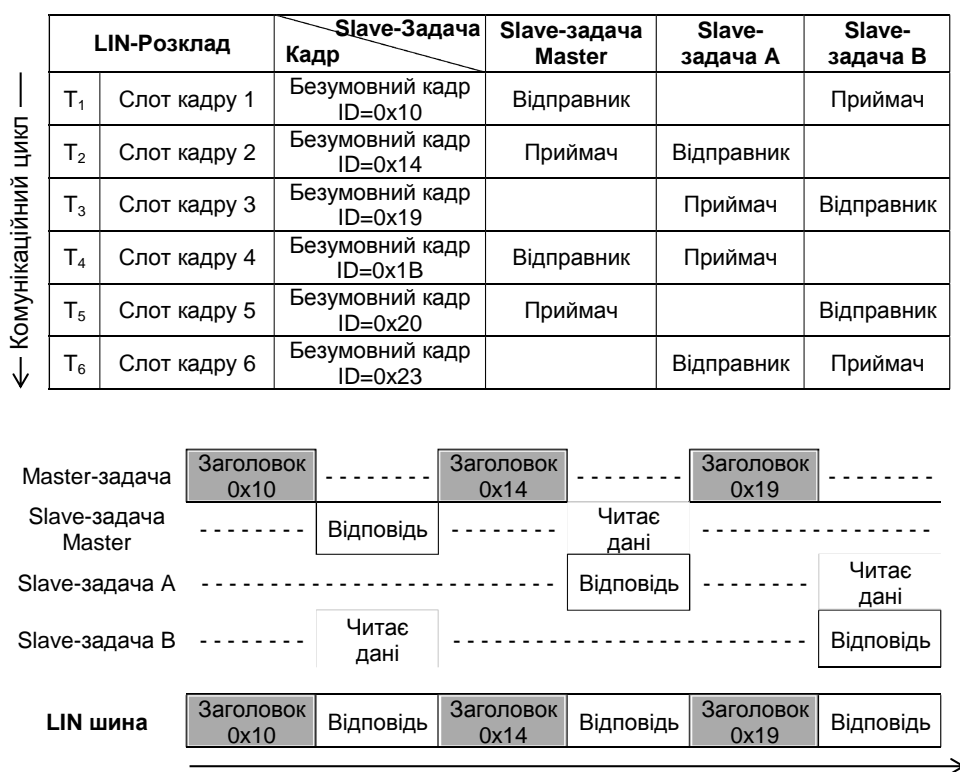 LIN-Розклад
Slave-Задача
Кадр
Slave-задача
Master
Slave-
задача A
Slave-
задача B
Комунікаційний цикл
T1 Слот кадру 1
Безумовний кадр
ID=0x10
Відправник
Приймач
T2 Слот кадру 2
Безумовний кадр
ID=0x14
Приймач
Відправник
T3 Слот кадру 3
Безумовний кадр
ID=0x19
Приймач
Відправник
T4 Слот кадру 4
Безумовний кадр
ID=0x1B
Відправник
Приймач
T5 Слот кадру 5
Безумовний кадр
ID=0x20
Приймач
Відправник
T6 Слот кадру 6
Безумовний кадр
ID=0x23
Відправник
Приймач
Master-задача
Заголовок
0x10
Заголовок
0x14
Заголовок
0x19
Slave-задача
Master
Відповідь
Читає
дані
Slave-задача A
Відповідь
Читає
дані
Slave-задача B
Читає
дані
Відповідь
LIN шина
Заголовок
0x10
Відповідь
Заголовок
0x14
Відповідь
Заголовок
0x19
Відповідь